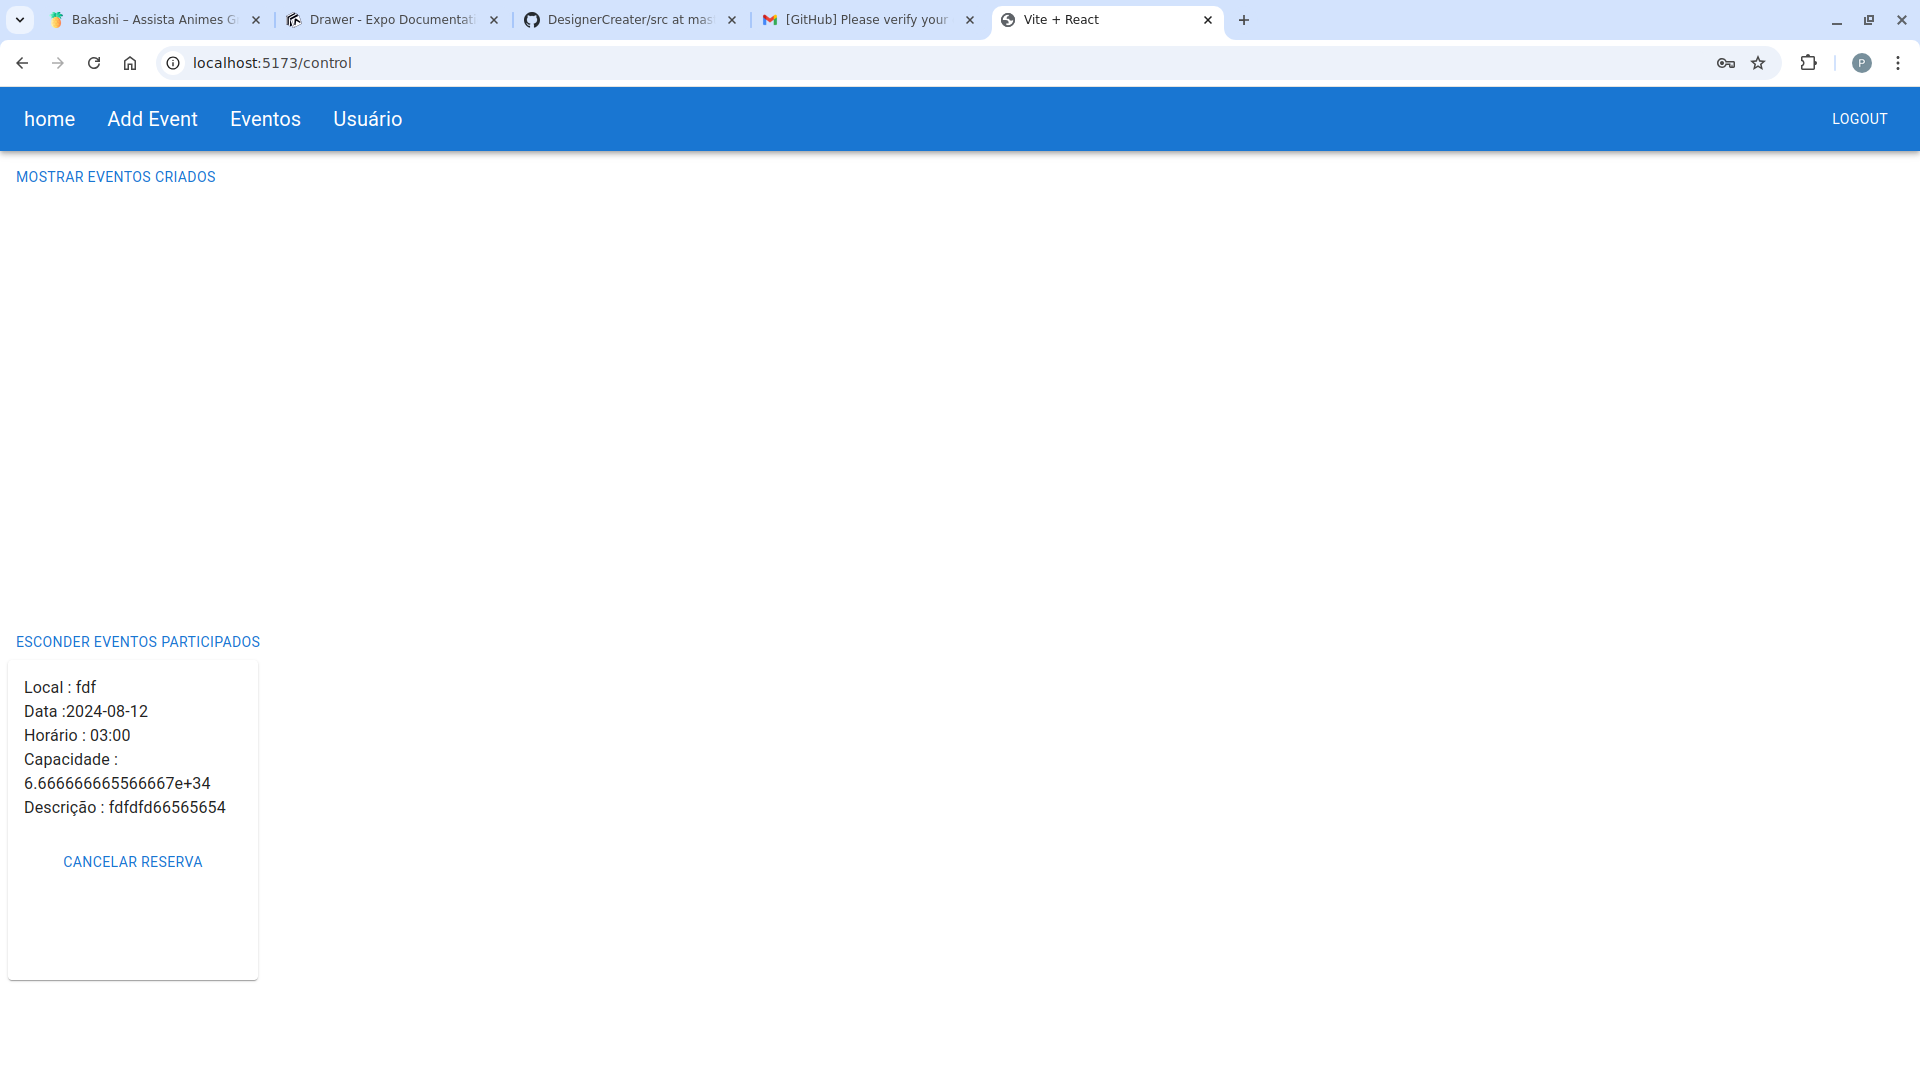 Bakashi – Assista Animes G
Drawer - Expo Documentati
DesignerCreater/src at mas
[GitHub] Please verify your
Vite + React
localhost:5173/control
P
home
Add Event
Eventos
Usuário
LOGOUT
MOSTRAR EVENTOS CRIADOS
ESCONDER EVENTOS PARTICIPADOS
Local : fdf
Data :2024-08-12
Horário : 03:00
Capacidade :
6.666666665566667e+34
Descrição : fdfdfd66565654
CANCELAR RESERVA